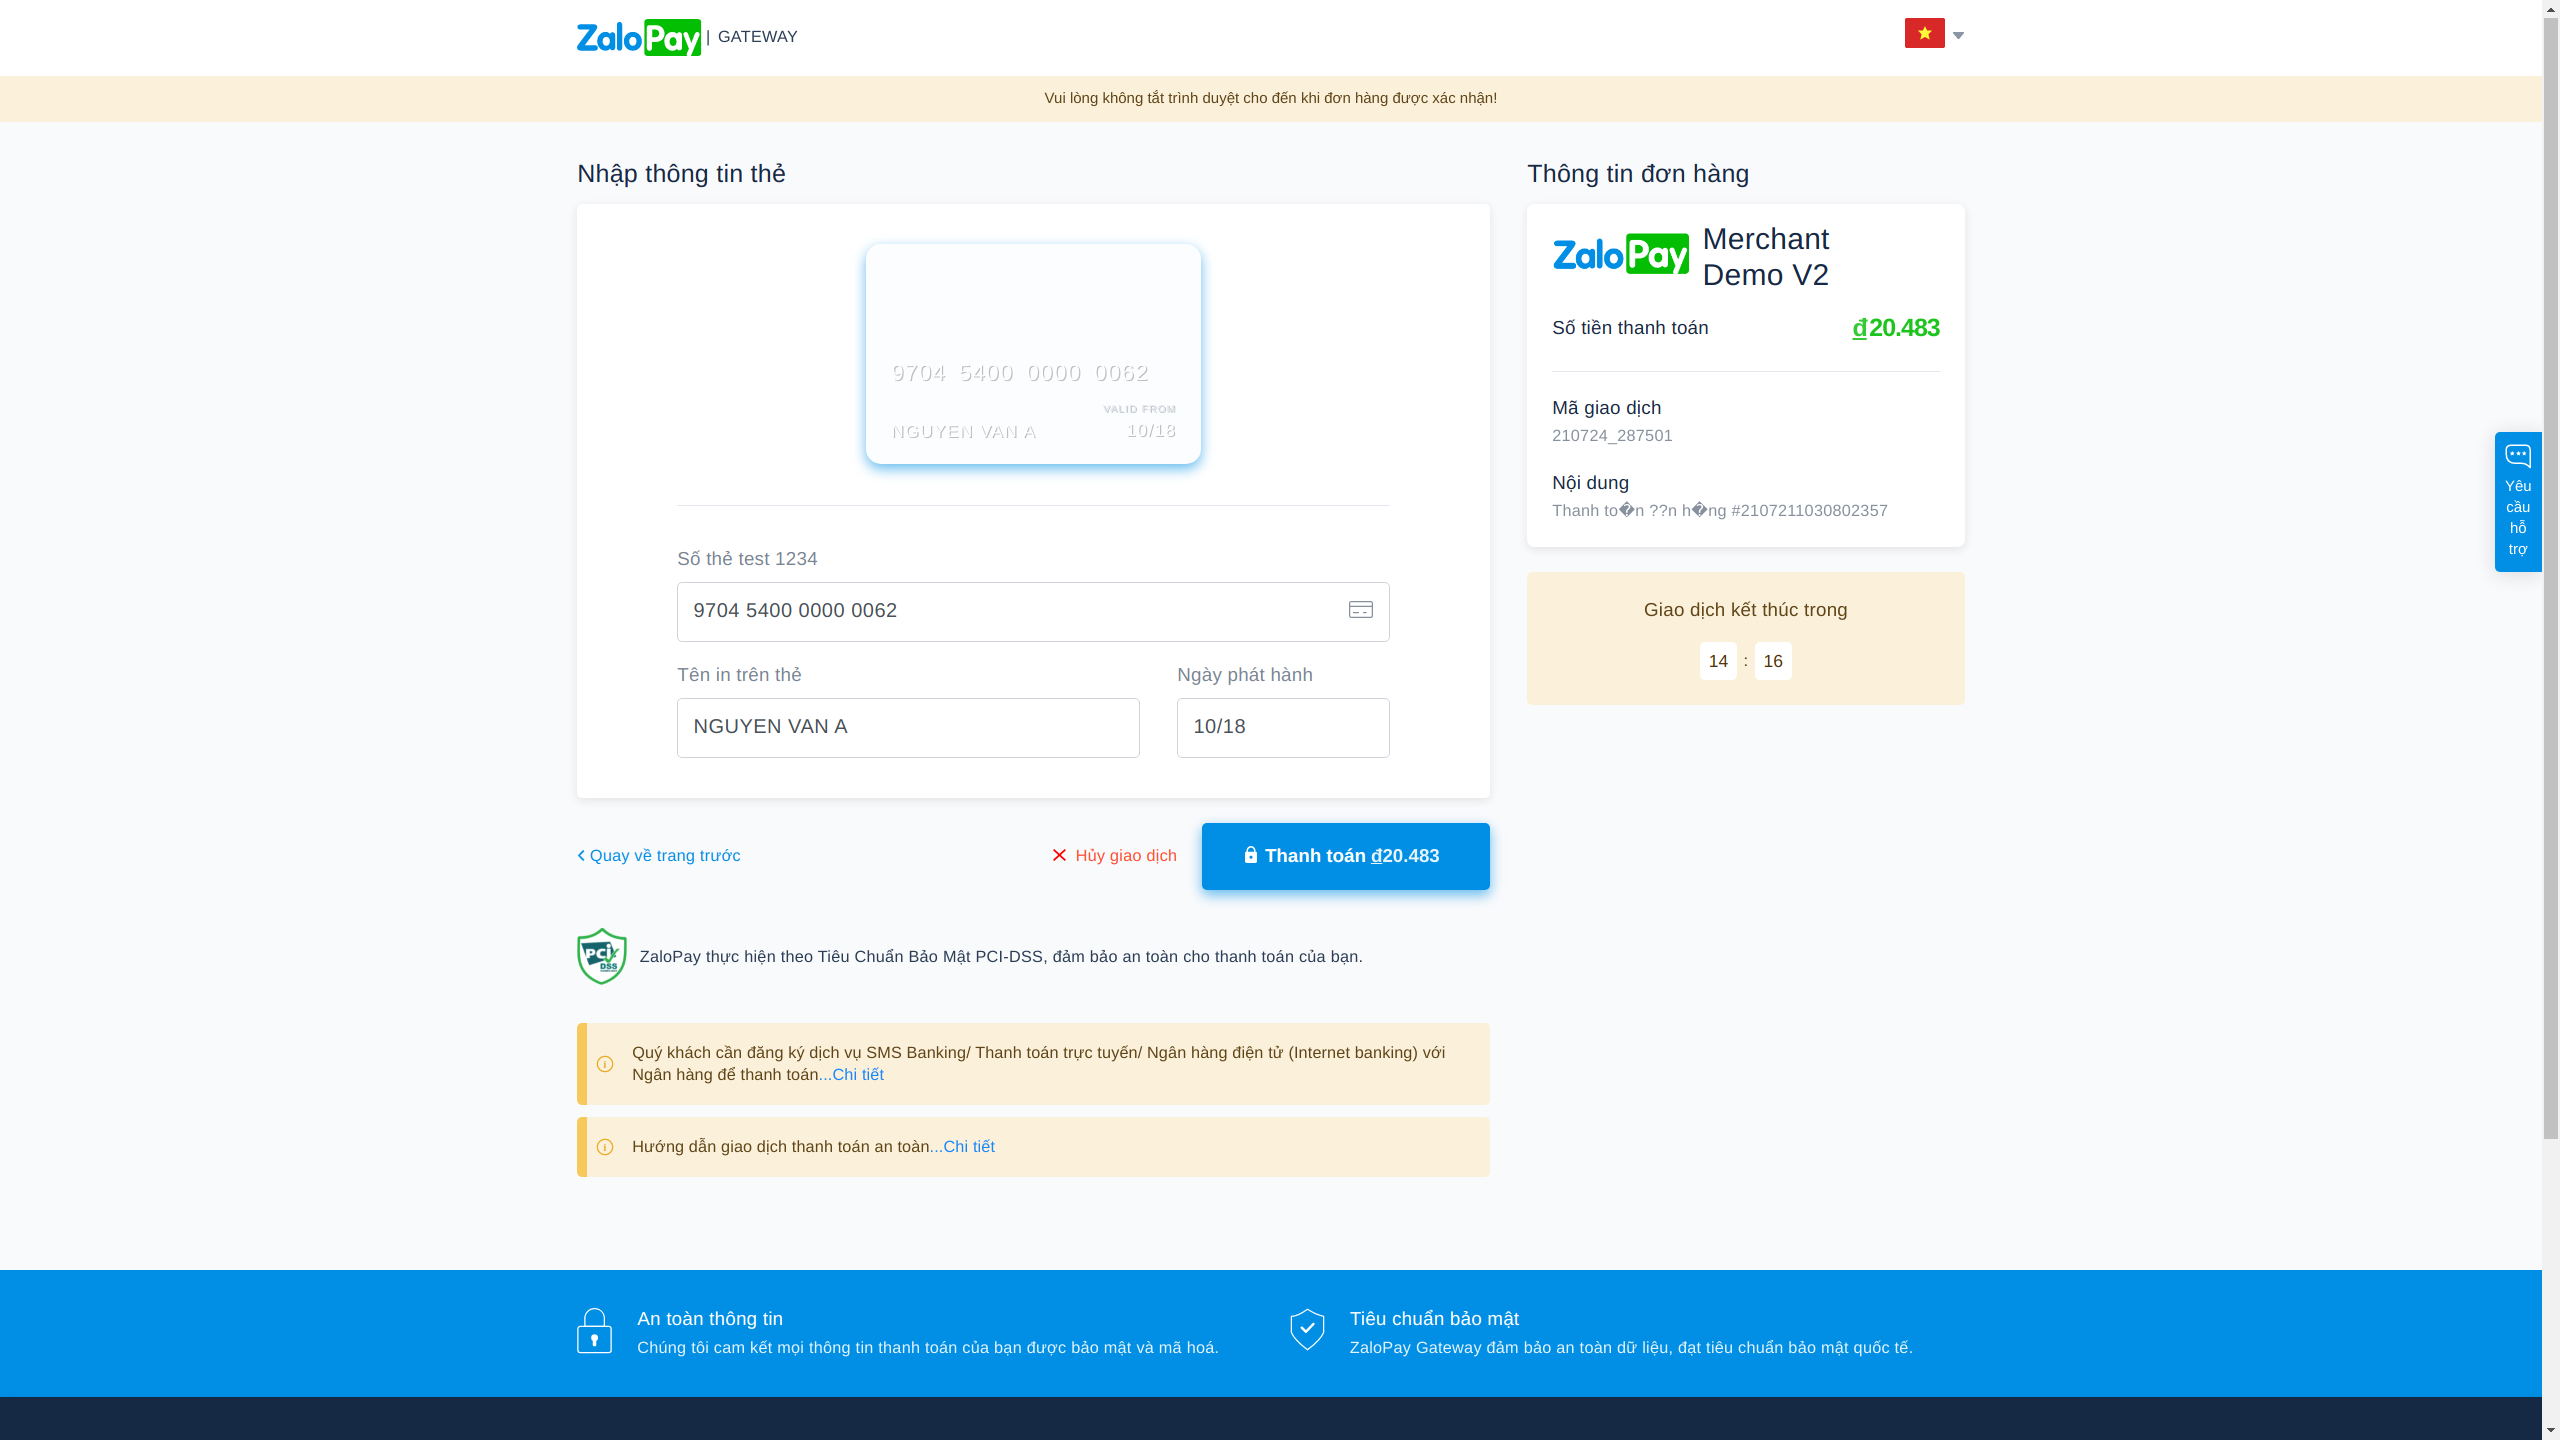 ZaloPay | GATEWAY
Vui lòng không tắt trình duyệt cho đến khi đơn hàng được xác nhận!
Nhập thông tin thẻ
9704 5400 0000 0062
VALID FROM
NGUYEN VAN A 10/18
Số thẻ test 1234
9704 5400 0000 0062
Tên in trên thẻ
NGUYEN VAN A
Ngày phát hành
10/18
Quay về trang trước
Hủy giao dịch
Thanh toán ₫20.483
PCI DSS
ZaloPay thực hiện theo Tiêu Chuẩn Bảo Mật PCI-DSS, đảm bảo an toàn cho thanh toán của bạn.
Quý khách cần đăng ký dịch vụ SMS Banking/ Thanh toán trực tuyến/ Ngân hàng điện tử (Internet banking) với
Ngân hàng để thanh toán...Chi tiết
Hướng dẫn giao dịch thanh toán an toàn...Chi tiết
Thông tin đơn hàng
ZaloPay
Merchant
Demo V2
Số tiền thanh toán ₫20.483
Mã giao dịch
210724_287501
Nội dung
Thanh to�n ??n h�ng #2107211030802357
Giao dịch kết thúc trong
14 : 16
Yêu
cầu
hỗ
trợ
An toàn thông tin
Chúng tôi cam kết mọi thông tin thanh toán của bạn được bảo mật và mã hoá.
Tiêu chuẩn bảo mật
ZaloPay Gateway đảm bảo an toàn dữ liệu, đạt tiêu chuẩn bảo mật quốc tế.